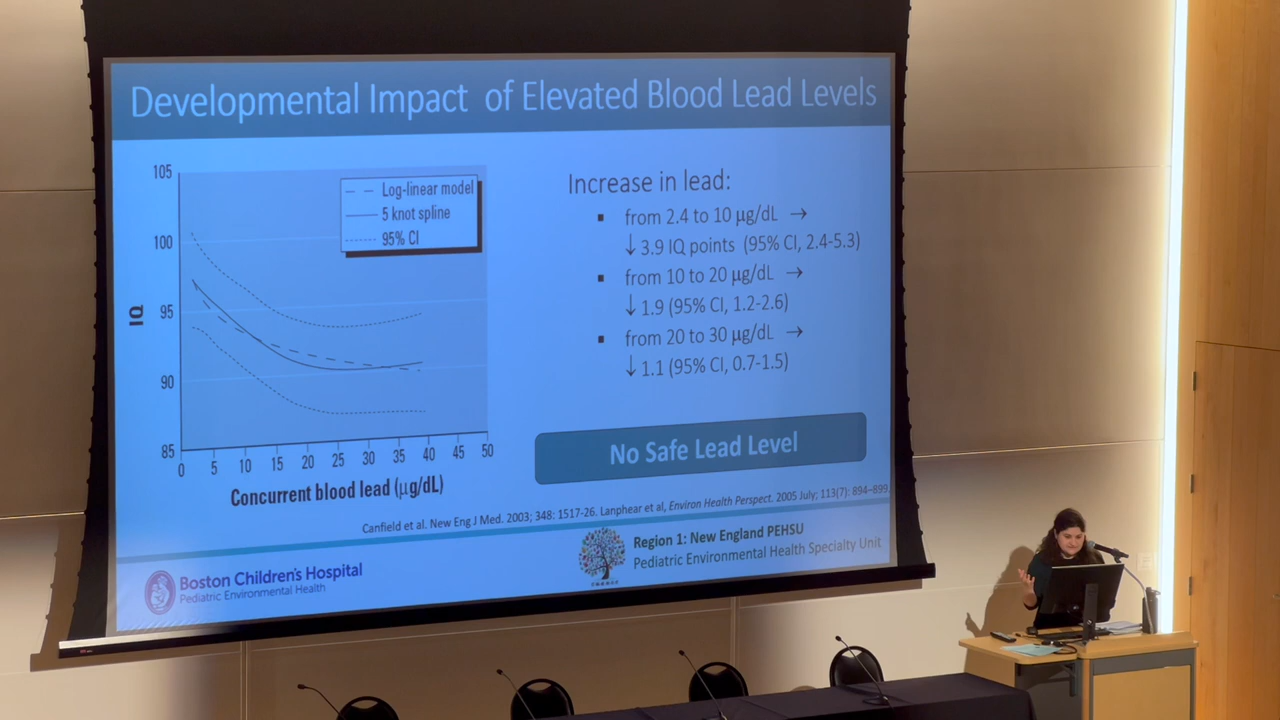 Developmental Impact of Elevated Blood Lead Levels
105
100
95
90
85
IQ
Log-linear model
5 knot spline
95% CI
0 5 10 15 20 25 30 35 40 45 50
Concurrent blood lead (μg/dL)
Increase in lead:
▪ from 2.4 to 10 μg/dL →
↓ 3.9 IQ points (95% CI, 2.4-5.3)
▪ from 10 to 20 μg/dL →
↓ 1.9 (95% CI, 1.2-2.6)
▪ from 20 to 30 μg/dL →
↓ 1.1 (95% CI, 0.7-1.5)
No Safe Lead Level
Canfield et al. New Eng J Med. 2003; 348: 1517-26. Lanphear et al, Environ Health Perspect. 2005 July; 113(7): 894–899.
Boston Children's Hospital
Pediatric Environmental Health
Region 1: New England PEHSU
Pediatric Environmental Health Specialty Unit